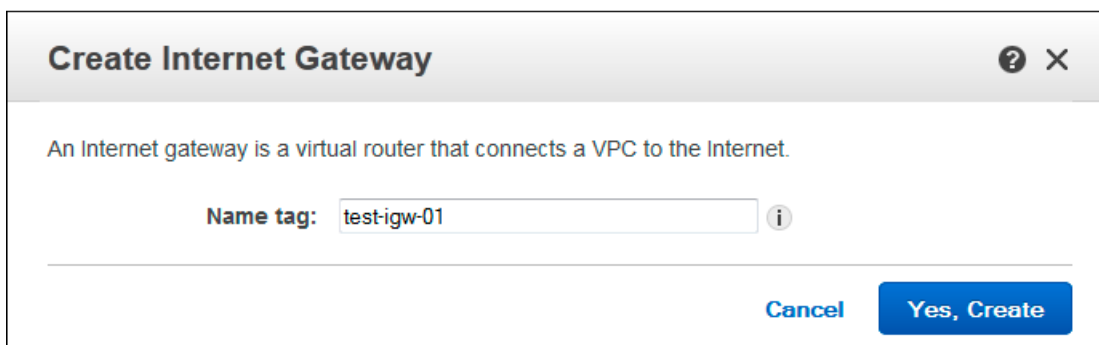 Create Internet Gateway
An Internet gateway is a virtual router that connects a VPC to the Internet.
Name tag: test-igw-01
Cancel Yes, Create